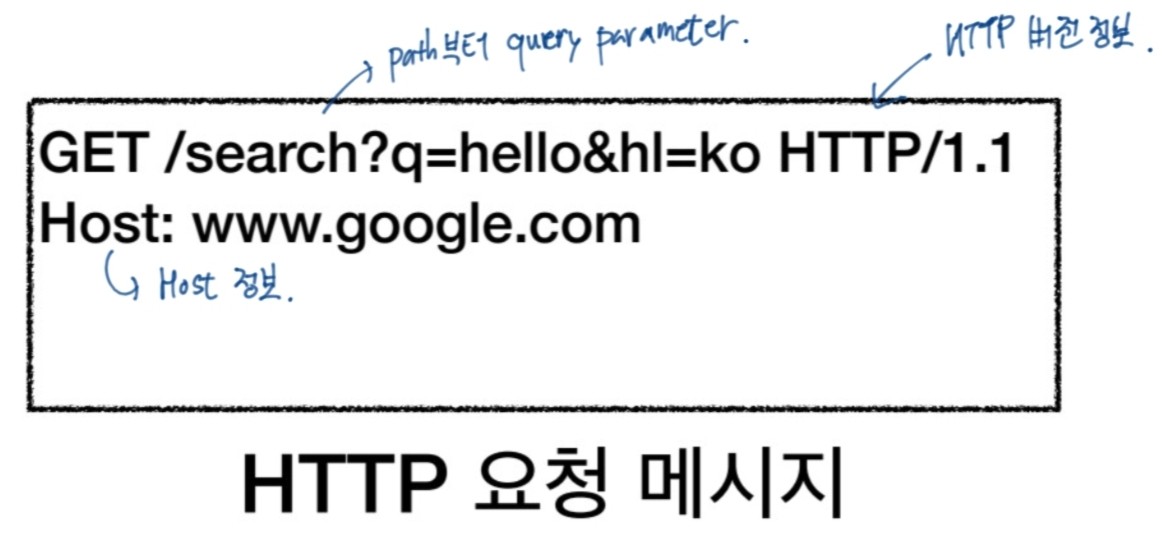 path부터 query parameter.
HTTP 버전 정보.
GET /search?q=hello&hl=ko HTTP/1.1
Host: www.google.com
Host 정보.
HTTP 요청 메시지